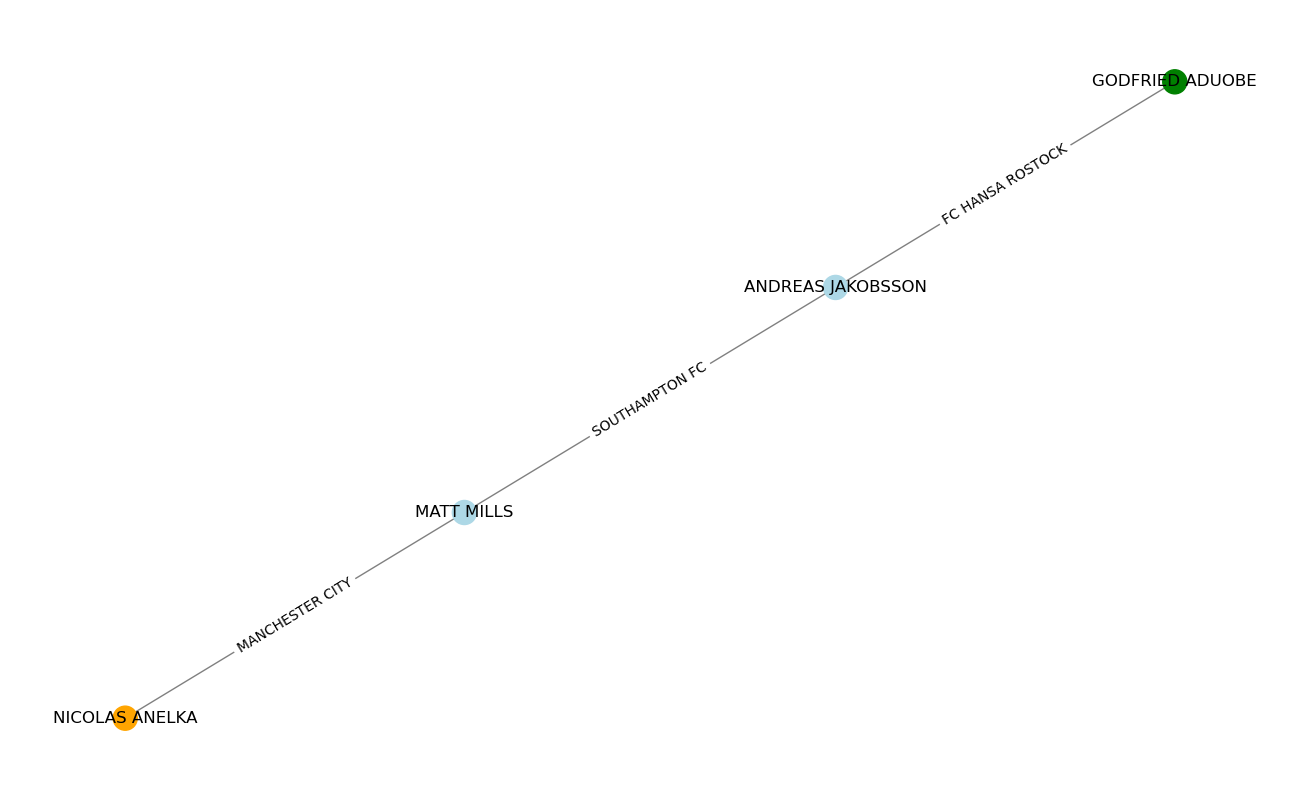 GODFRIED ADUOBE
FC HANSA ROSTOCK
ANDREAS JAKOBSSON
SOUTHAMPTON FC
MATT MILLS
MANCHESTER CITY
NICOLAS ANELKA